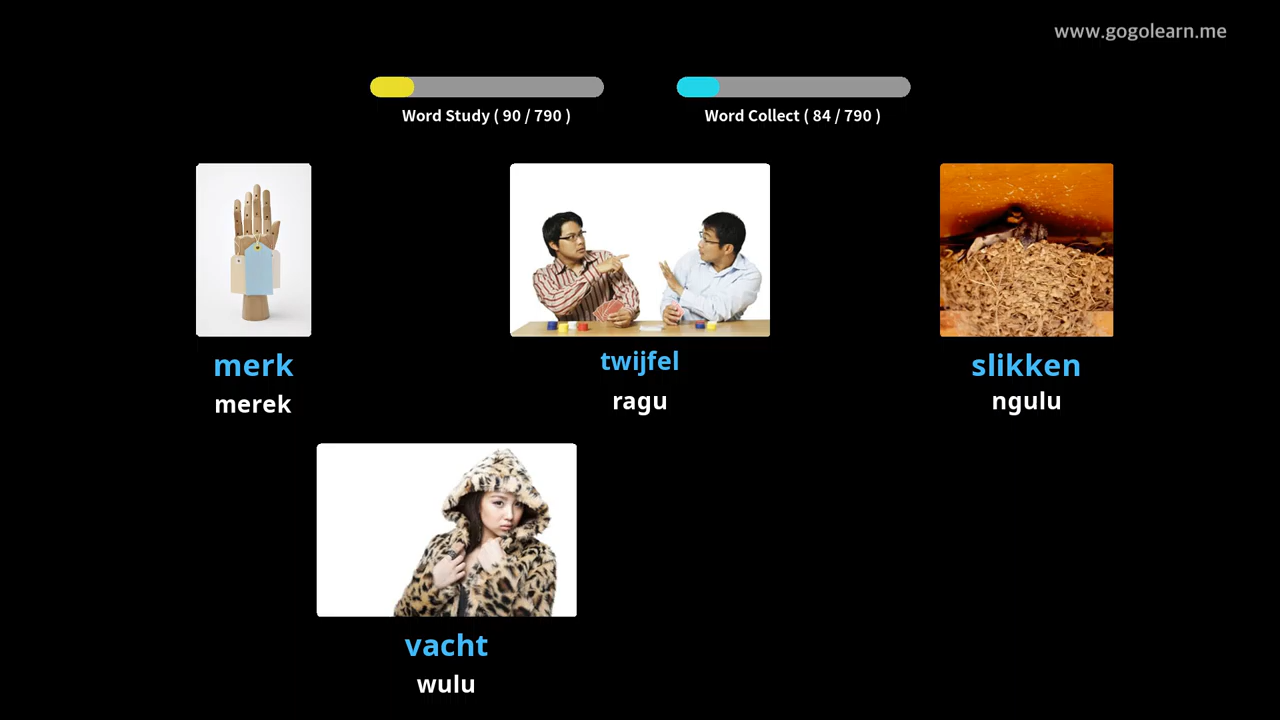 www.gogolearn.me
Word Study ( 90 / 790 )
Word Collect ( 84 / 790 )
merk
merek
twijfel
ragu
slikken
ngulu
vacht
wulu